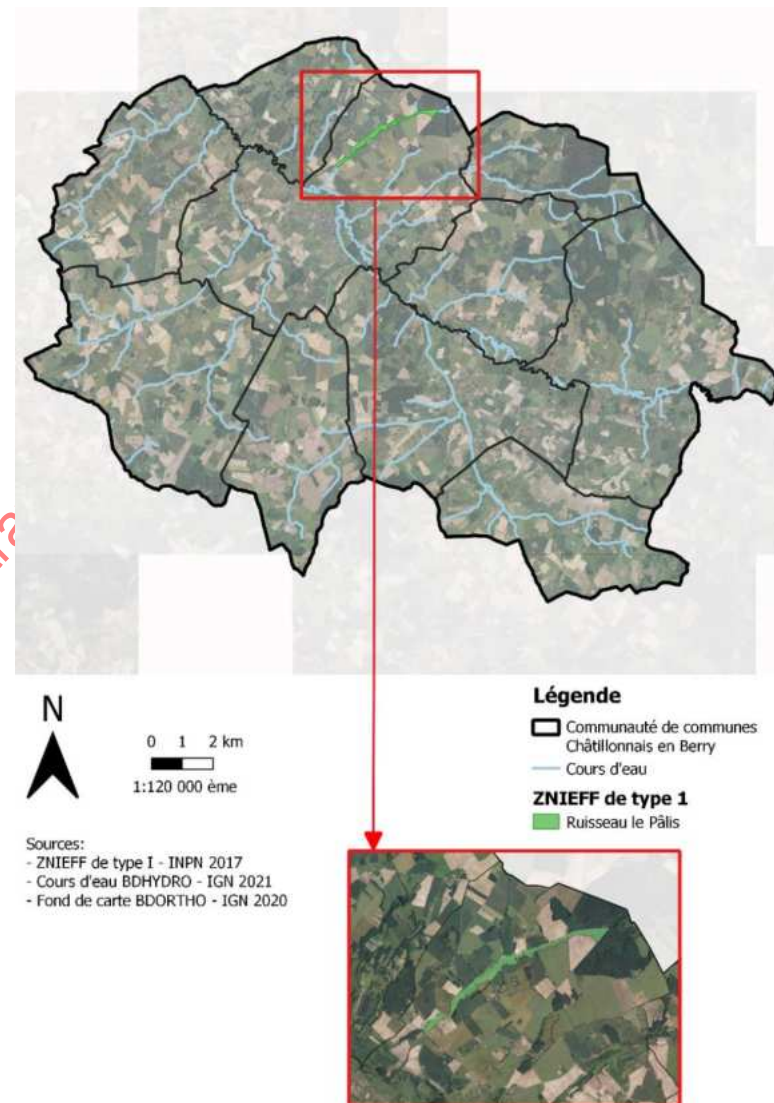 N
0 1 2 km
1:120 000 ème
Sources:
- ZNIEFF de type I - INPN 2017
- Cours d'eau BDHYDRO - IGN 2021
- Fond de carte BDORTHO - IGN 2020
Légende
Communauté de communes
Châtillonnais en Berry
Cours d'eau
ZNIEFF de type 1
Ruisseau le Pâlis